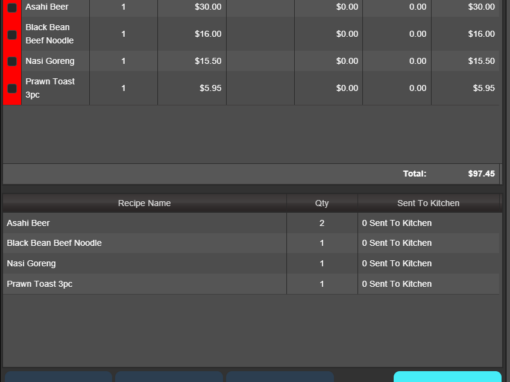 Asahi Beer 1 $30.00 $0.00 0.00 $30.00
Black Bean
Beef Noodle 1 $16.00 $0.00 0.00 $16.00
Nasi Goreng 1 $15.50 $0.00 0.00 $15.50
Prawn Toast
3pc 1 $5.95 $0.00 0.00 $5.95
Total: $97.45
Recipe Name Qty Sent To Kitchen
Asahi Beer 2 0 Sent To Kitchen
Black Bean Beef Noodle 1 0 Sent To Kitchen
Nasi Goreng 1 0 Sent To Kitchen
Prawn Toast 3pc 1 0 Sent To Kitchen